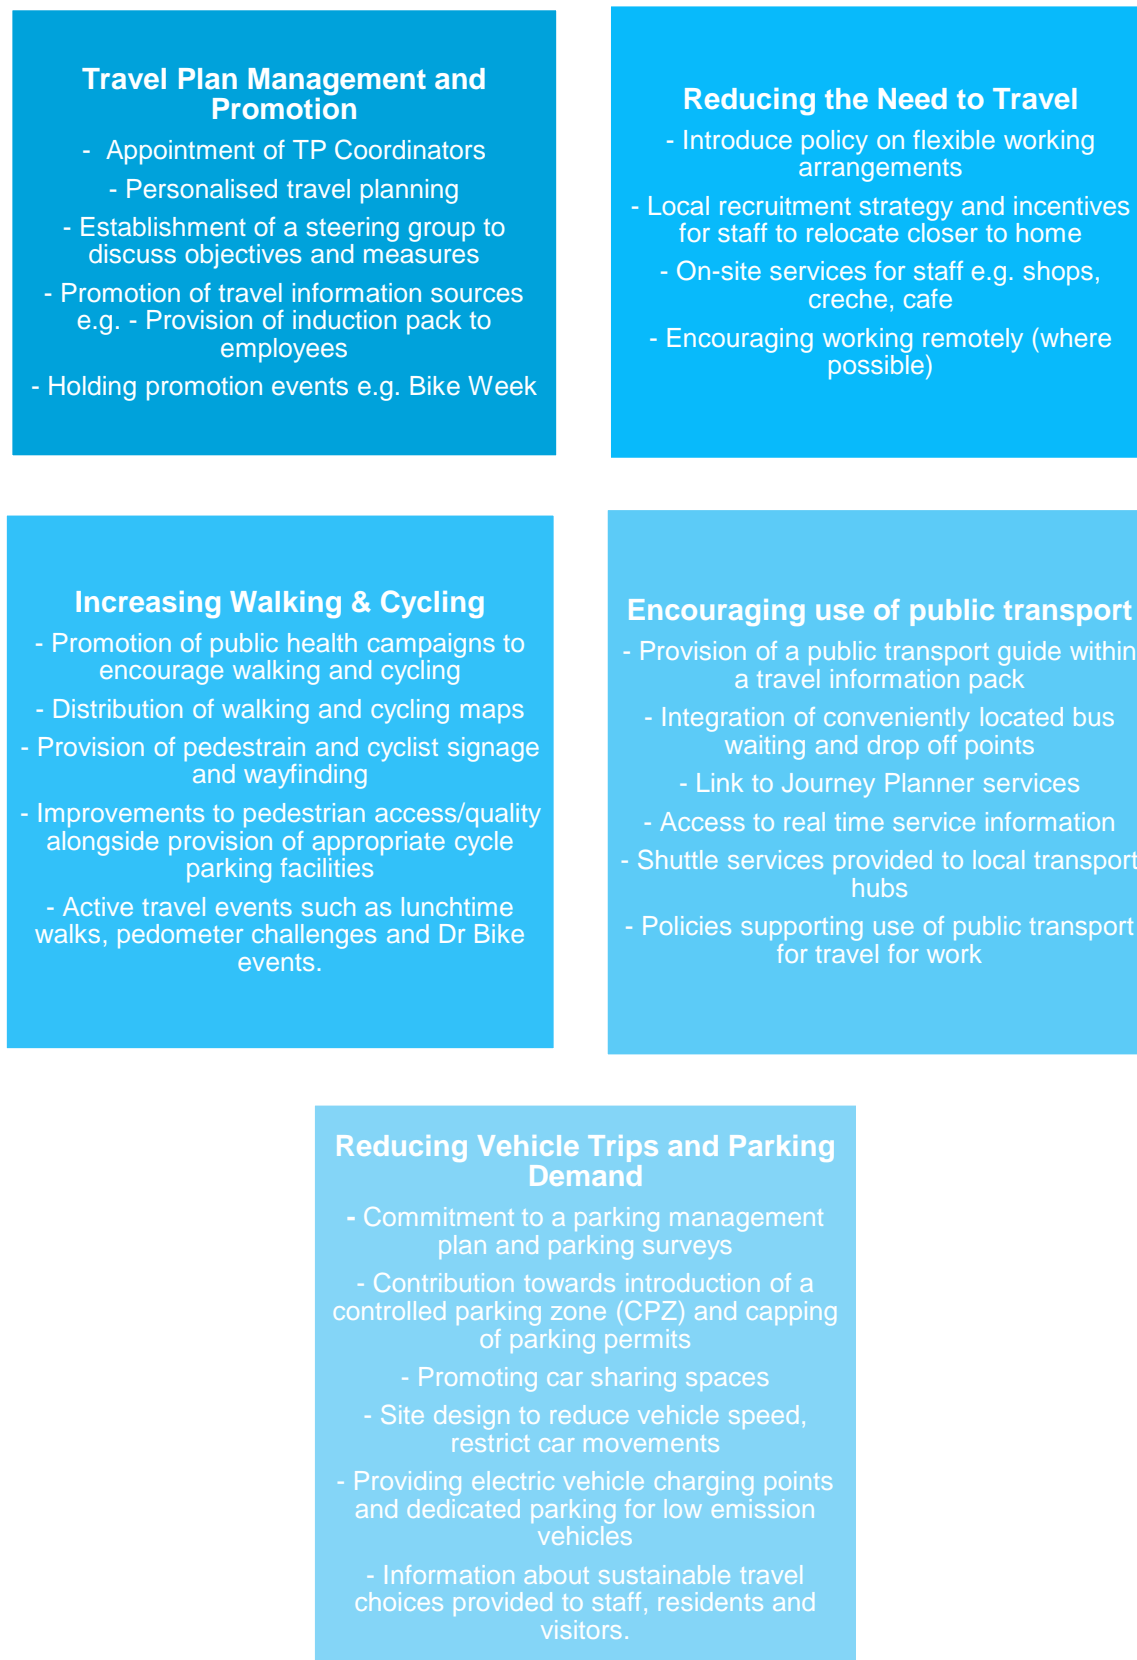 Travel Plan Management and
Promotion
- Appointment of TP Coordinators
- Personalised travel planning
- Establishment of a steering group to
discuss objectives and measures
- Promotion of travel information sources
e.g. - Provision of induction pack to
employees
- Holding promotion events e.g. Bike Week
Reducing the Need to Travel
- Introduce policy on flexible working
arrangements
- Local recruitment strategy and incentives
for staff to relocate closer to home
- On-site services for staff e.g. shops,
creche, cafe
- Encouraging working remotely (where
possible)
Increasing Walking & Cycling
- Promotion of public health campaigns to
encourage walking and cycling
- Distribution of walking and cycling maps
- Provision of pedestrain and cyclist signage
and wayfinding
- Improvements to pedestrian access/quality
alongside provision of appropriate cycle
parking facilities
- Active travel events such as lunchtime
walks, pedometer challenges and Dr Bike
events.
Encouraging use of public transport
- Provision of a public transport guide within
a travel information pack
- Integration of conveniently located bus
waiting and drop off points
- Link to Journey Planner services
- Access to real time service information
- Shuttle services provided to local transport
hubs
- Policies supporting use of public transport
for travel for work
Reducing Vehicle Trips and Parking
Demand
- Commitment to a parking management
plan and parking surveys
- Contribution towards introduction of a
controlled parking zone (CPZ) and capping
of parking permits
- Promoting car sharing spaces
- Site design to reduce vehicle speed,
restrict car movements
- Providing electric vehicle charging points
and dedicated parking for low emission
vehicles
- Information about sustainable travel
choices provided to staff, residents and
visitors.